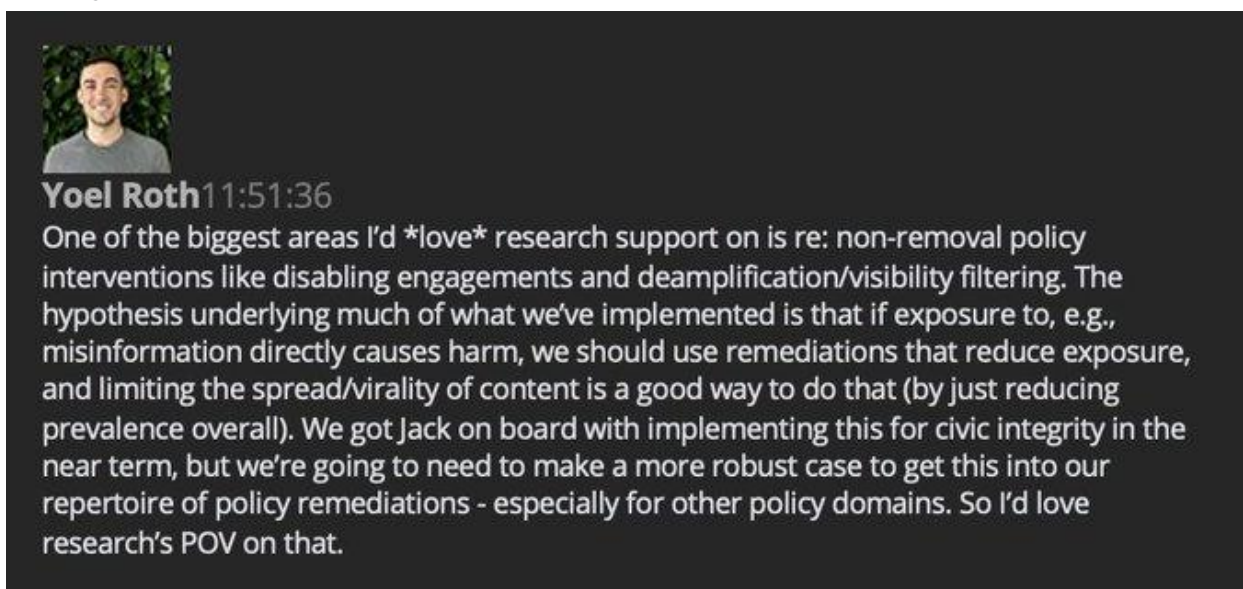 Yoel Roth11:51:36
One of the biggest areas I'd *love* research support on is re: non-removal policy
interventions like disabling engagements and deamplification/visibility filtering. The
hypothesis underlying much of what we've implemented is that if exposure to, e.g.,
misinformation directly causes harm, we should use remediations that reduce exposure,
and limiting the spread/virality of content is a good way to do that (by just reducing
prevalence overall). We got Jack on board with implementing this for civic integrity in the
near term, but we're going to need to make a more robust case to get this into our
repertoire of policy remediations - especially for other policy domains. So I'd love
research's POV on that.